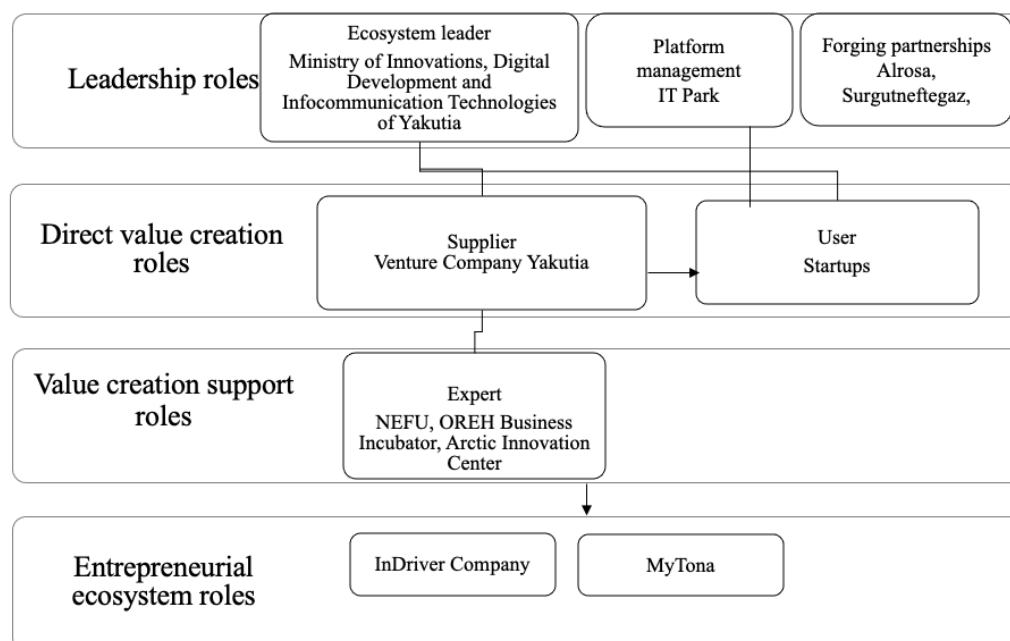 Leadership roles
Ecosystem leader
Ministry of Innovations, Digital
Development and
Infocommunication Technologies
of Yakutia
Platform
management
IT Park
Forging partnerships
Alrosa,
Surgutneftegaz,
Direct value creation
roles
Supplier
Venture Company Yakutia
User
Startups
Value creation support
roles
Expert
NEFU, OREH Business
Incubator, Arctic Innovation
Center
Entrepreneurial
ecosystem roles
InDriver Company
MyTona